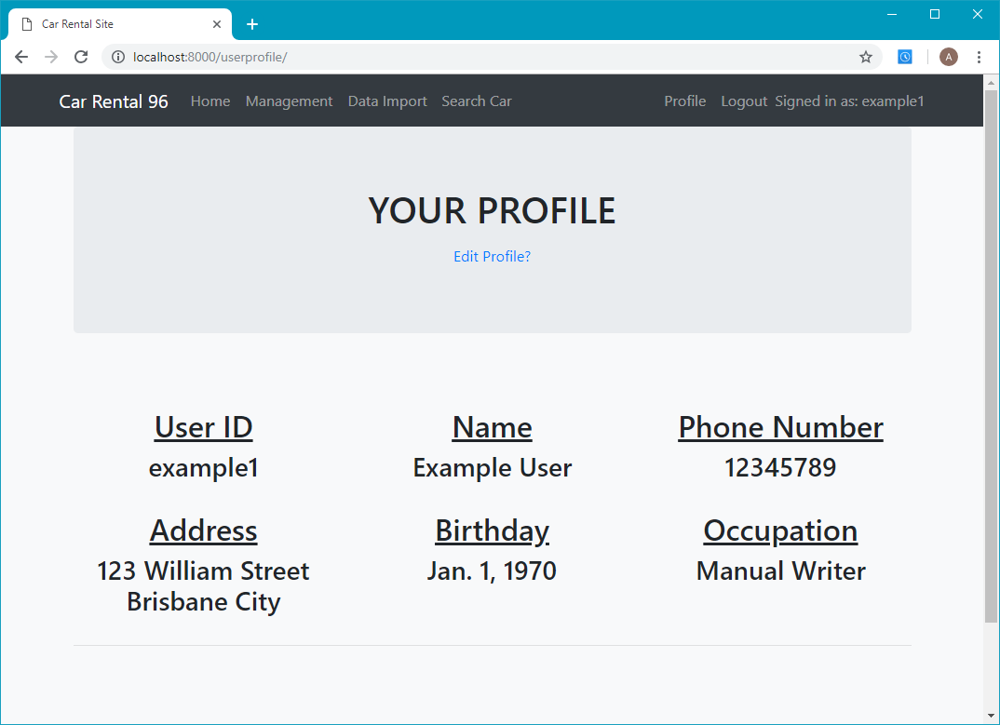 Car Rental Site
localhost:8000/userprofile/
A
Car Rental 96 Home Management Data Import Search Car Profile Logout Signed in as: example1
YOUR PROFILE
Edit Profile?
User ID Name Phone Number
example1 Example User 12345789
Address Birthday Occupation
123 William Street Jan. 1, 1970 Manual Writer
Brisbane City